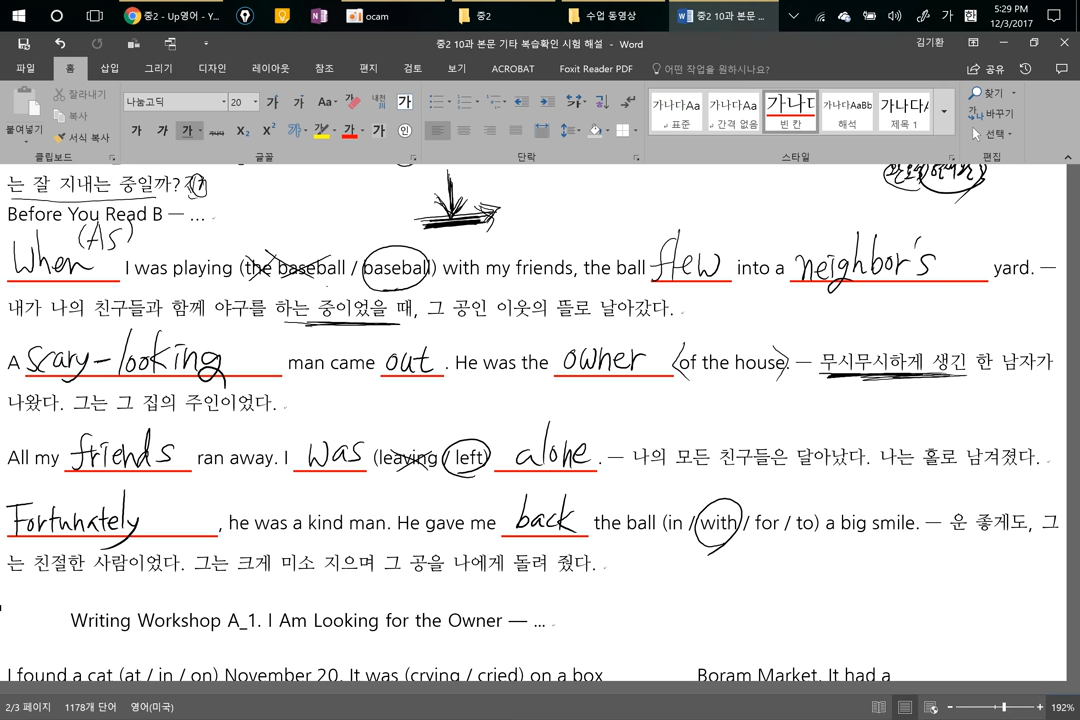 중2 - Up영어 - Y...
ocam
중2
수업 동영상
중2 10과 본문 ...
가
한
5:29 PM
12/3/2017
중2 10과 본문 기타 복습확인 시험 해설 - Word
김기환
파일 홈 삽입 그리기 디자인 레이아웃 참조 편지 검토 보기 ACROBAT Foxit Reader PDF 어떤 작업을 원하시나요? 공유
붙여넣기
잘라내기
복사
서식 복사
클립보드
나눔고딕 20
글꼴
단락
가나다Aa 가나다Aa 가나다 가나다AaBb 가나다A
표준 간격 없음 빈 칸 해석 제목 1
스타일
찾기
바꾸기
선택
편집
는 잘 지내는 중일까?
Before You Read B — ...
(As)
When I was playing (the baseball / baseball) with my friends, the ball flew into a neighbor's yard. —
내가 나의 친구들과 함께 야구를 하는 중이었을 때, 그 공인 이웃의 뜰로 날아갔다.
A scary-looking man came out. He was the owner (of the house). — 무시무시하게 생긴 한 남자가
나왔다. 그는 그 집의 주인이었다.
All my friends ran away. I was (leaving / left) alone. — 나의 모든 친구들은 달아났다. 나는 홀로 남겨졌다.
Fortunately, he was a kind man. He gave me back the ball (in / with / for / to) a big smile. — 운 좋게도, 그
는 친절한 사람이었다. 그는 크게 미소 지으며 그 공을 나에게 돌려 줬다.
Writing Workshop A_1. I Am Looking for the Owner — ...
I found a cat (at / in / on) November 20. It was (crying / cried) on a box Boram Market. It had a
2/3 페이지 1178개 단어 영어(미국) 192%